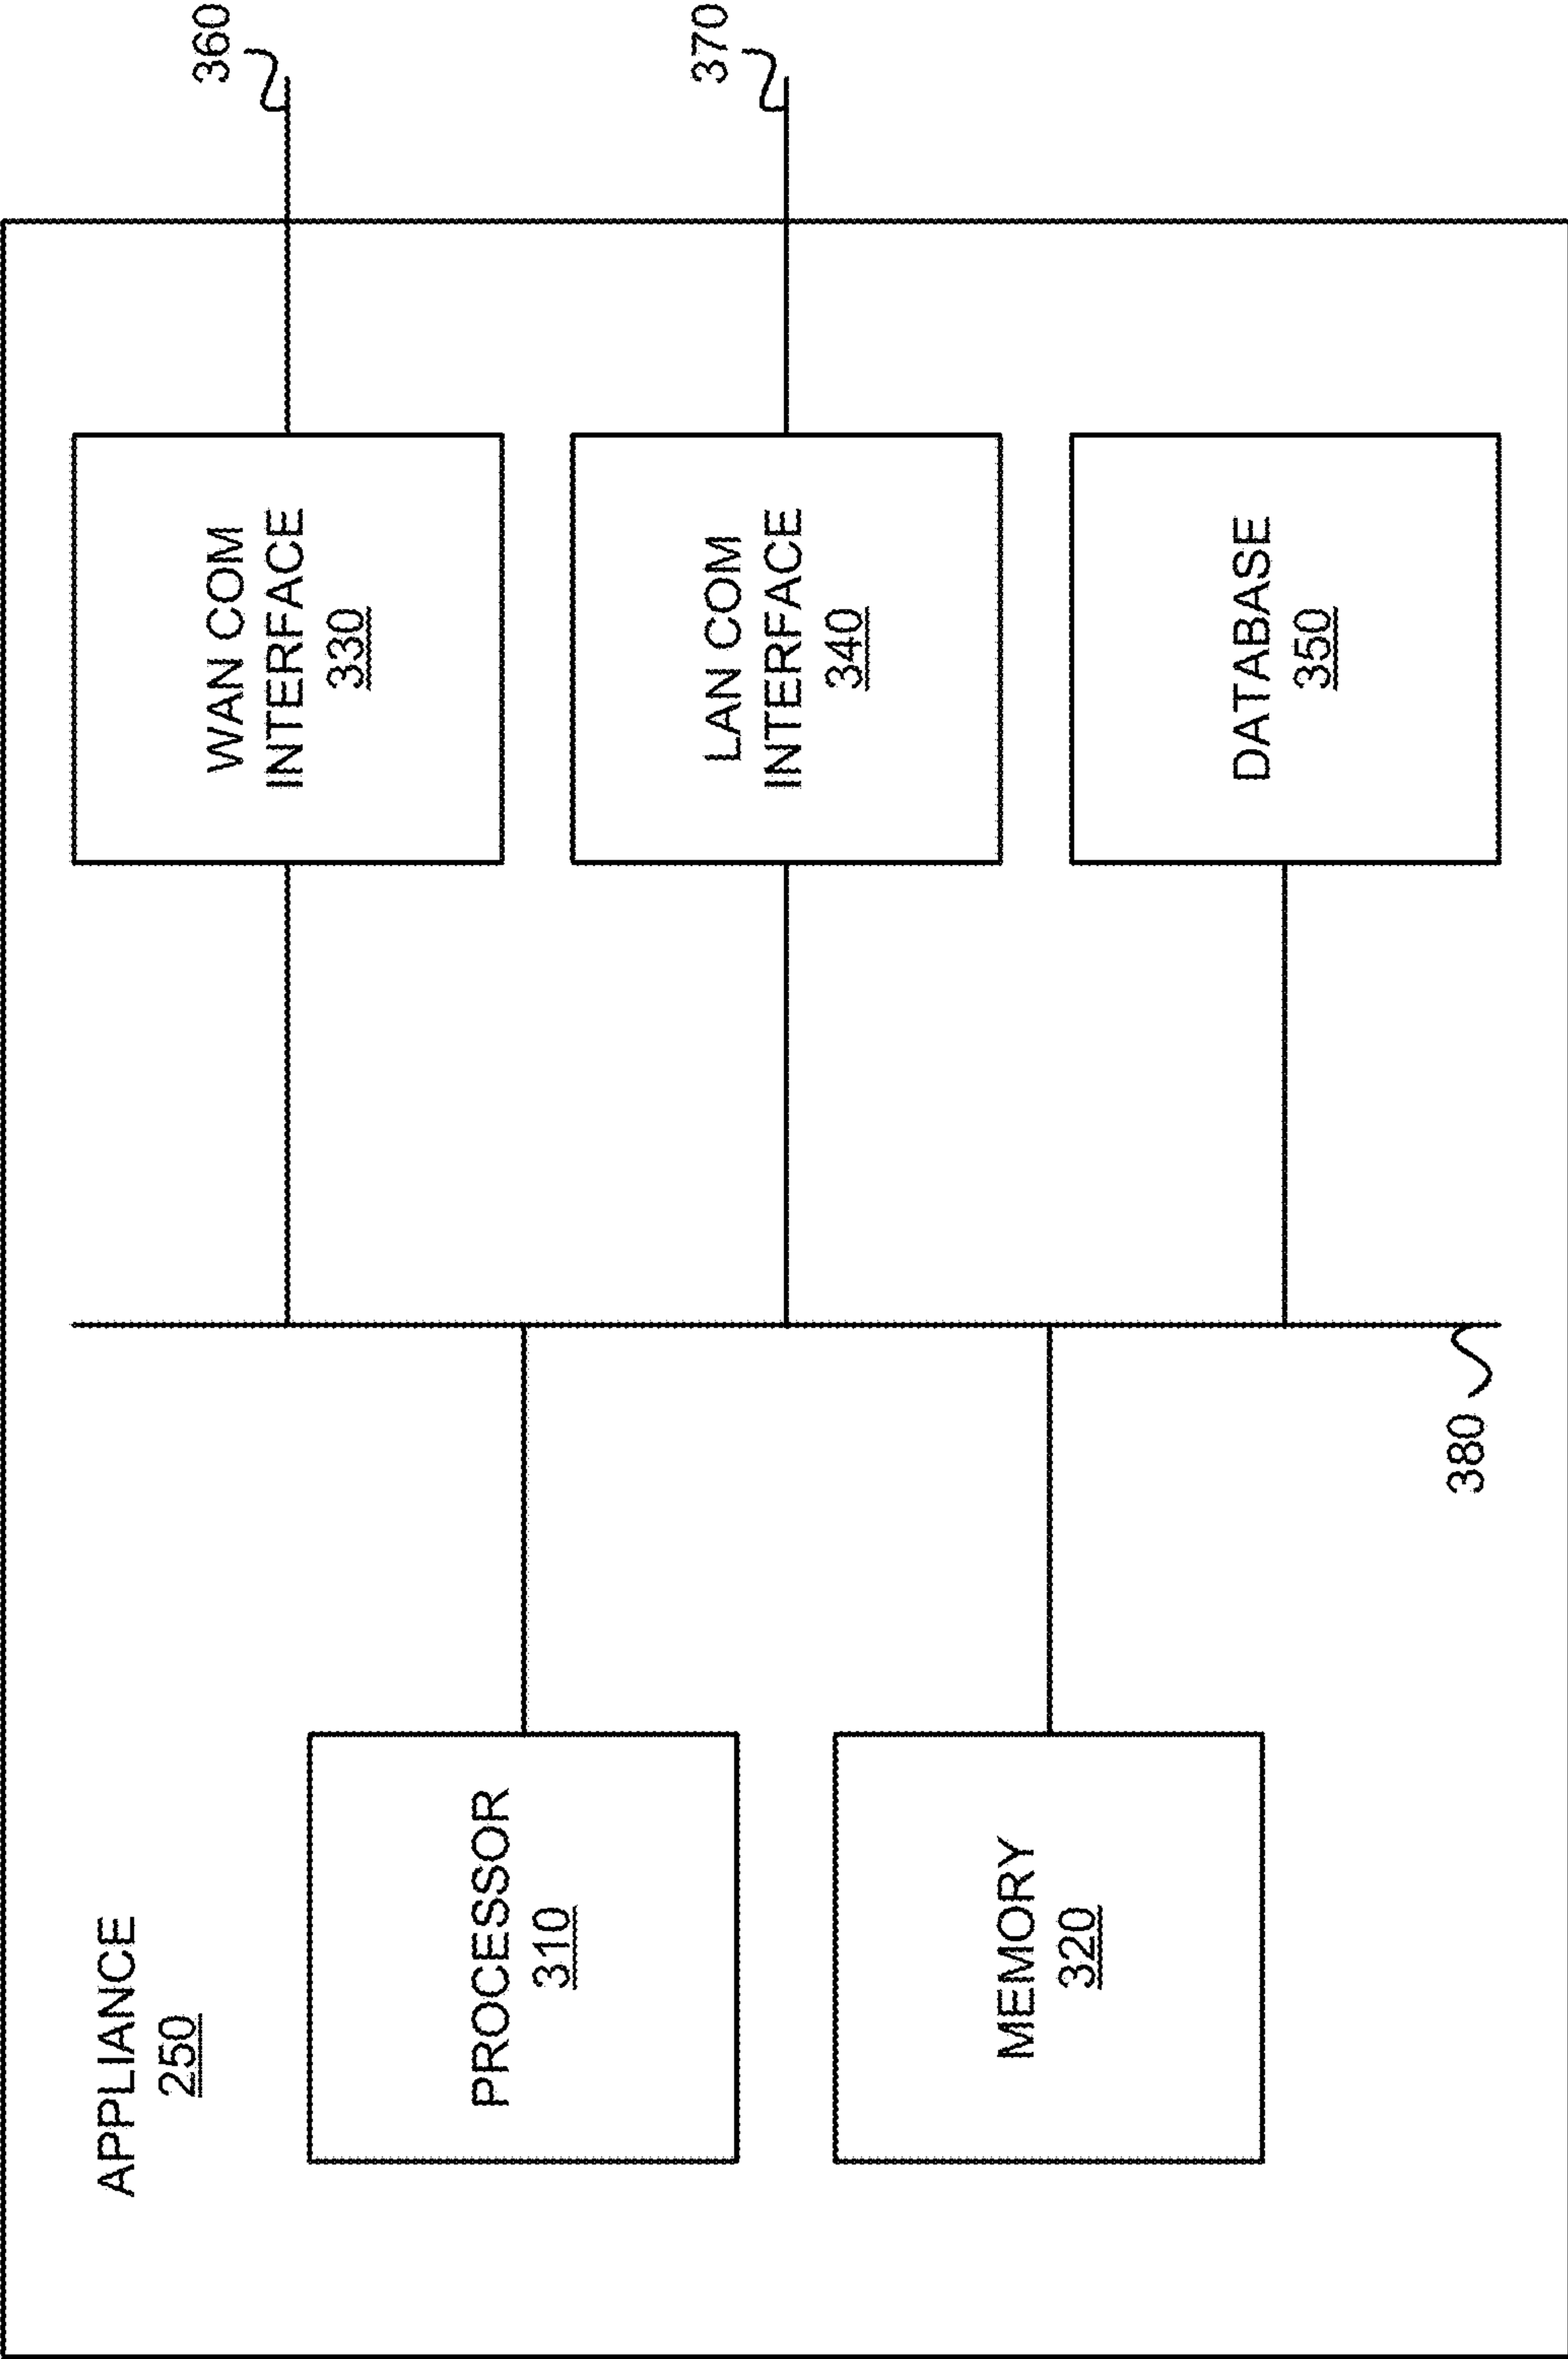 APPLIANCE
250
PROCESSOR
310
MEMORY
320
380
WAN COM
INTERFACE
330
LAN COM
INTERFACE
340
DATABASE
350
360
370